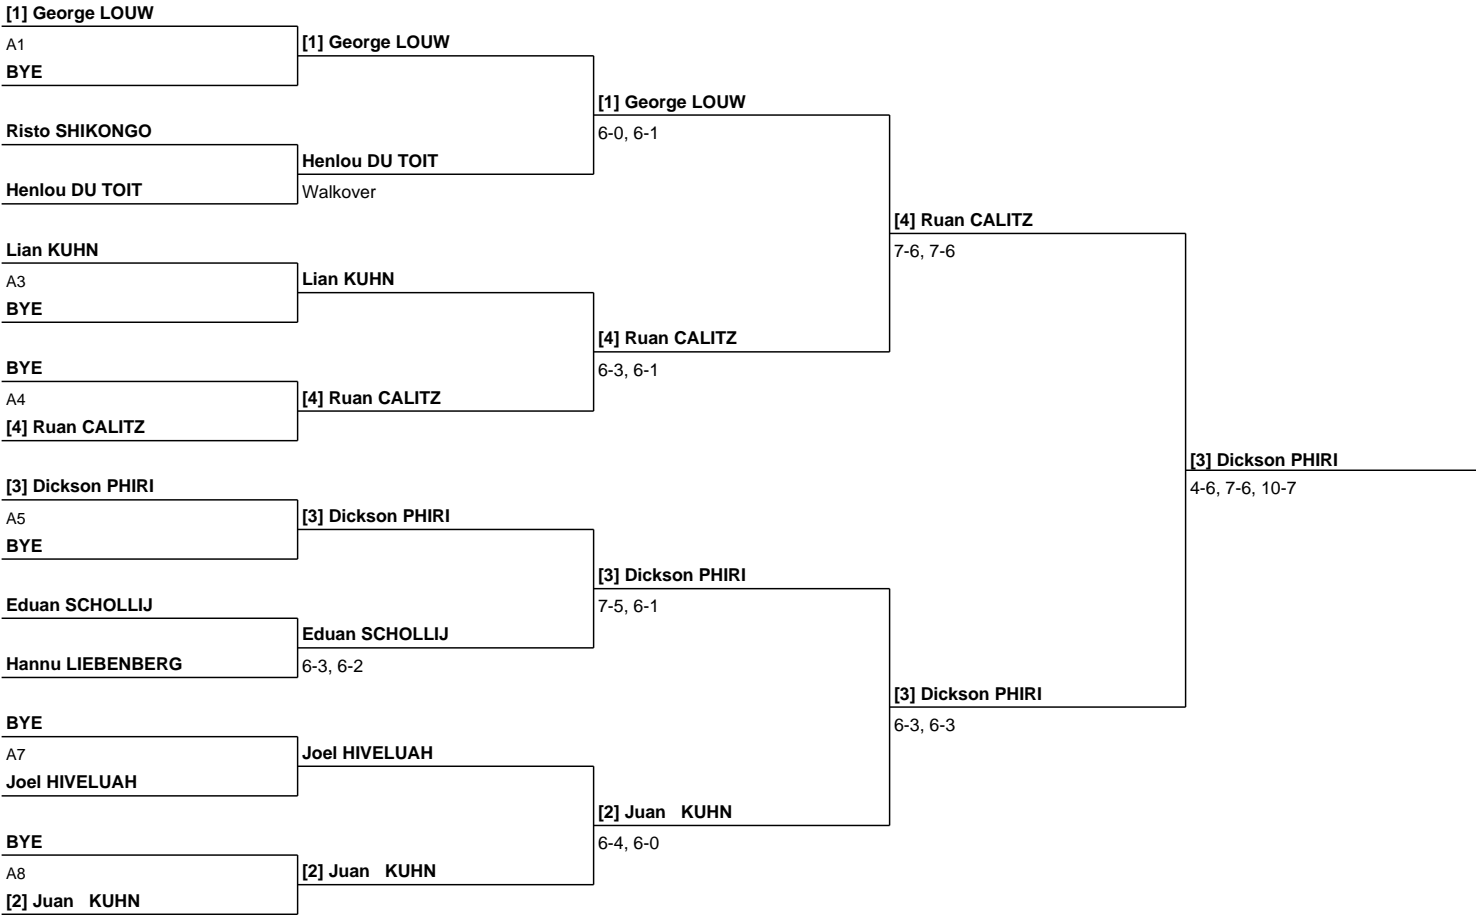 [1] George LOUW
A1
BYE
Risto SHIKONGO
Henlou DU TOIT
Lian KUHN
A3
BYE
BYE
A4
[4] Ruan CALITZ
[3] Dickson PHIRI
A5
BYE
Eduan SCHOLLIJ
Hannu LIEBENBERG
BYE
A7
Joel HIVELUAH
BYE
A8
[2] Juan   KUHN
[1] George LOUW
Henlou DU TOIT
Walkover
Lian KUHN
[4] Ruan CALITZ
[3] Dickson PHIRI
Eduan SCHOLLIJ
6-3, 6-2
Joel HIVELUAH
[2] Juan   KUHN
[1] George LOUW
6-0, 6-1
[4] Ruan CALITZ
6-3, 6-1
[3] Dickson PHIRI
7-5, 6-1
[2] Juan   KUHN
6-4, 6-0
[4] Ruan CALITZ
7-6, 7-6
[3] Dickson PHIRI
6-3, 6-3
[3] Dickson PHIRI
4-6, 7-6, 10-7